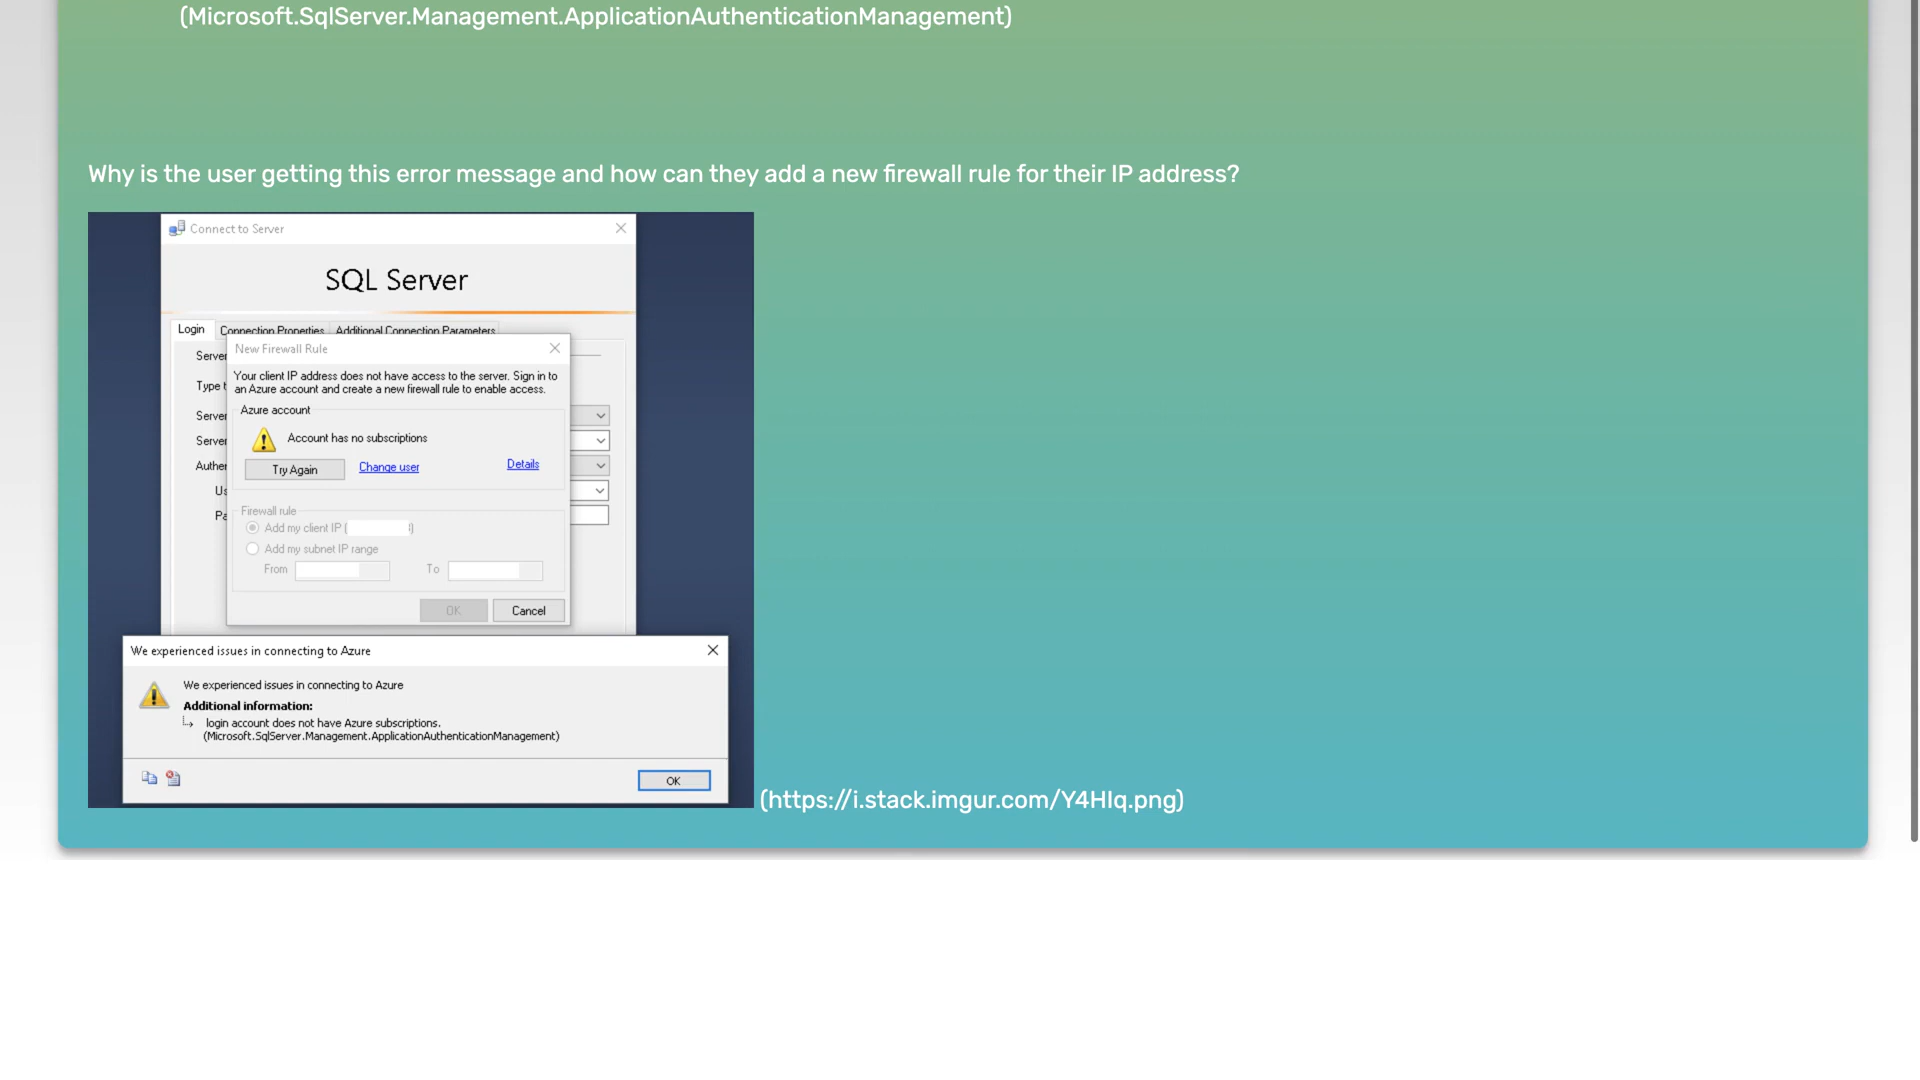 (Microsoft.SqlServer.Management.ApplicationAuthenticationManagement)
Why is the user getting this error message and how can they add a new firewall rule for their IP address?
Connect to Server
SQL Server
Login Connection Properties Additional Connection Parameters
New Firewall Rule
Server
Your client IP address does not have access to the server. Sign in to
an Azure account and create a new firewall rule to enable access.
Type t
Azure account
Server
Account has no subscriptions
Server
Try Again Change user Details
Authen
Us
Firewall rule
Pa
Add my client IP (
Add my subnet IP range
From To
OK Cancel
We experienced issues in connecting to Azure
We experienced issues in connecting to Azure
Additional information:
login account does not have Azure subscriptions.
(Microsoft.SqlServer.Management.ApplicationAuthenticationManagement)
OK
(https://i.stack.imgur.com/Y4HIq.png)